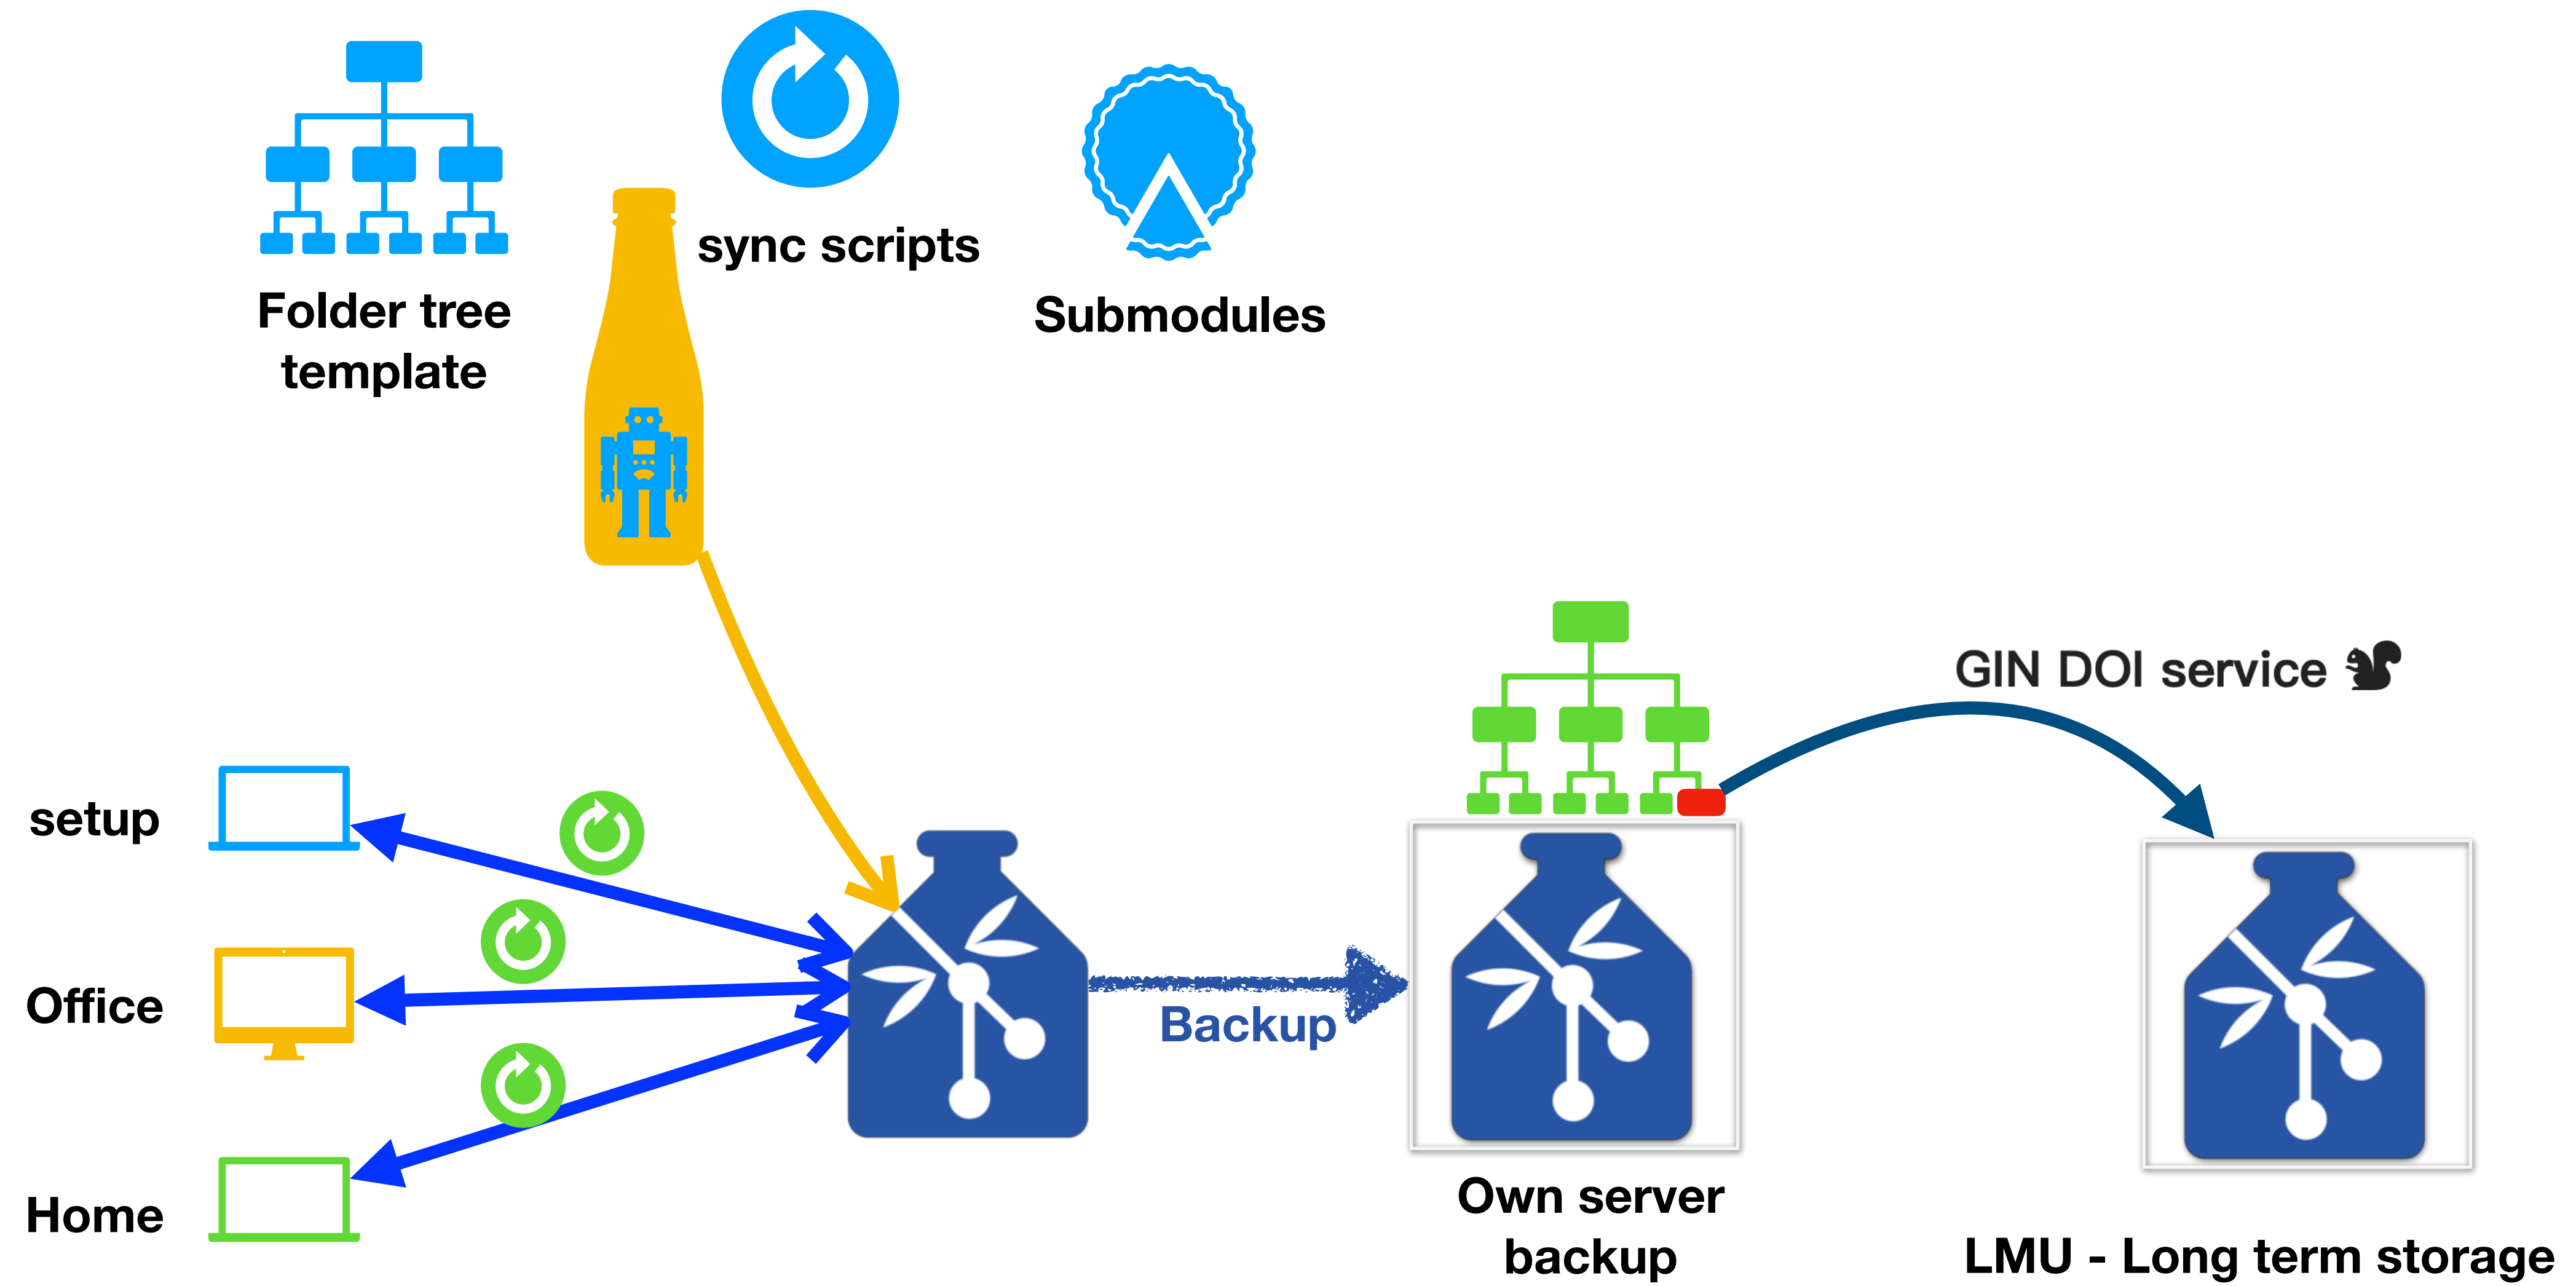 Folder tree
template
sync scripts
Submodules
setup
Office
Home
Backup
Own server
backup
GIN DOI service
LMU - Long term storage